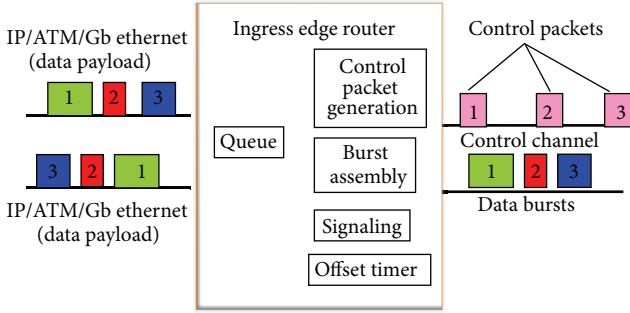 IP/ATM/Gb ethernet
(data payload)
1 2 3
3 2 1
IP/ATM/Gb ethernet
(data payload)
Ingress edge router
Queue
Control
packet
generation
Burst
assembly
Signaling
Offset timer
Control packets
1 2 3
Control channel
1 2 3
Data bursts